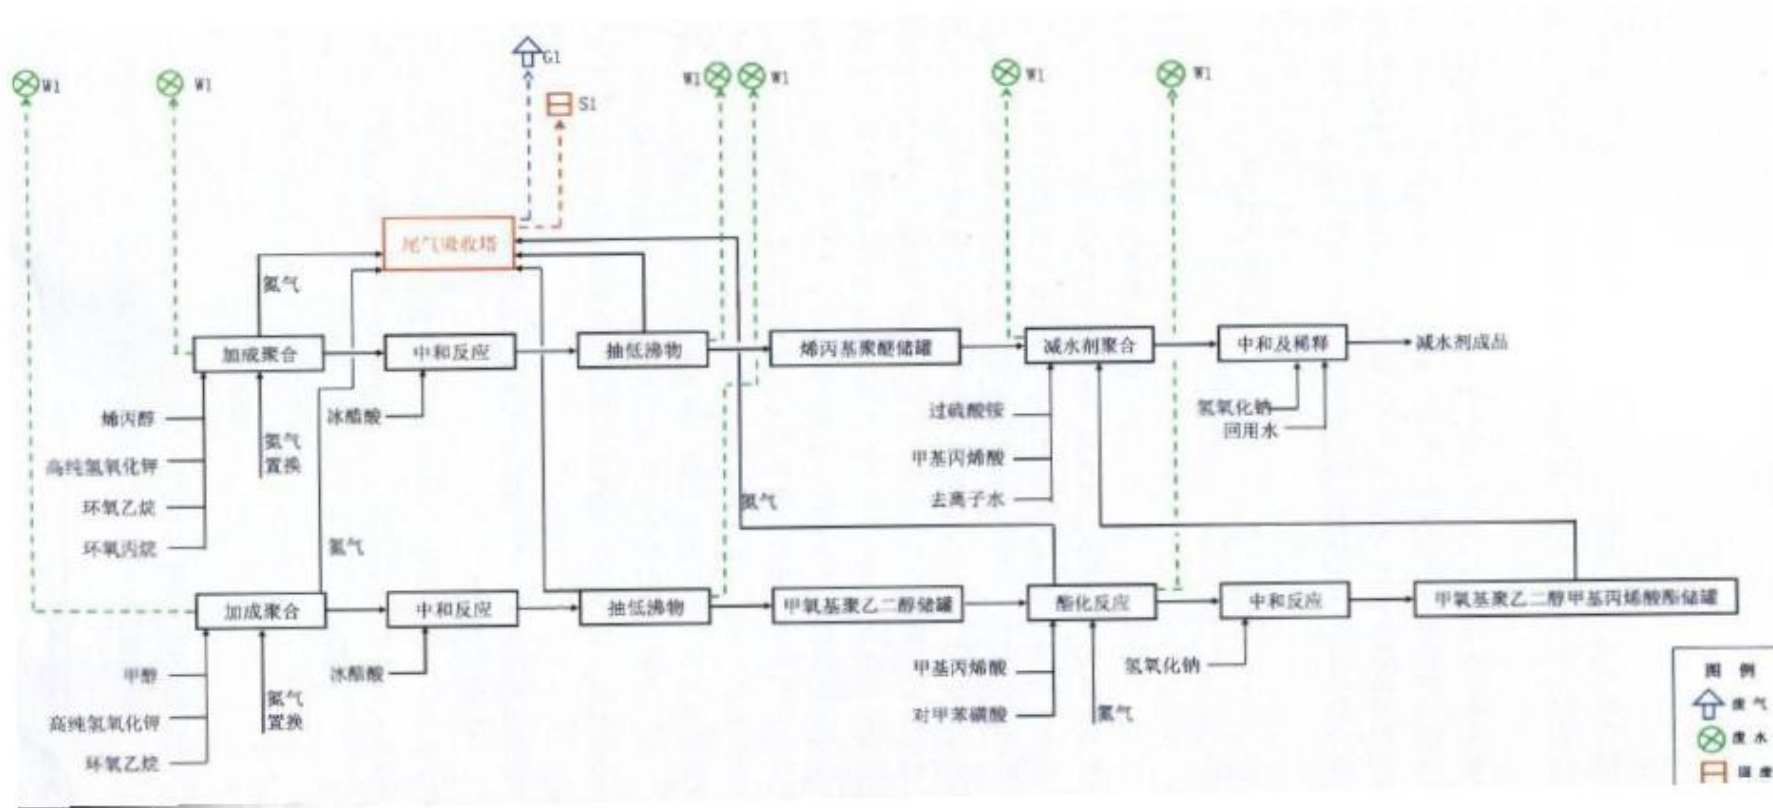 G1
W1
W1
S1
W1
W1
W1
W1
尾气吸收塔
氮气
加成聚合
中和反应
抽低沸物
烯丙基聚醚储罐
减水剂聚合
中和及稀释
减水剂成品
烯丙醇
高纯氢氧化钾
环氧乙烷
环氧丙烷
氮气
置换
冰醋酸
过硫酸铵
甲基丙烯酸
去离子水
氢氧化钠
回用水
氮气
氮气
加成聚合
中和反应
抽低沸物
甲氧基聚乙二醇储罐
酯化反应
中和反应
甲氧基聚乙二醇甲基丙烯酸酯储罐
甲醇
高纯氢氧化钾
环氧乙烷
氮气
置换
冰醋酸
甲基丙烯酸
对甲苯磺酸
氮气
氢氧化钠
图 例
废 气
废 水
固 废